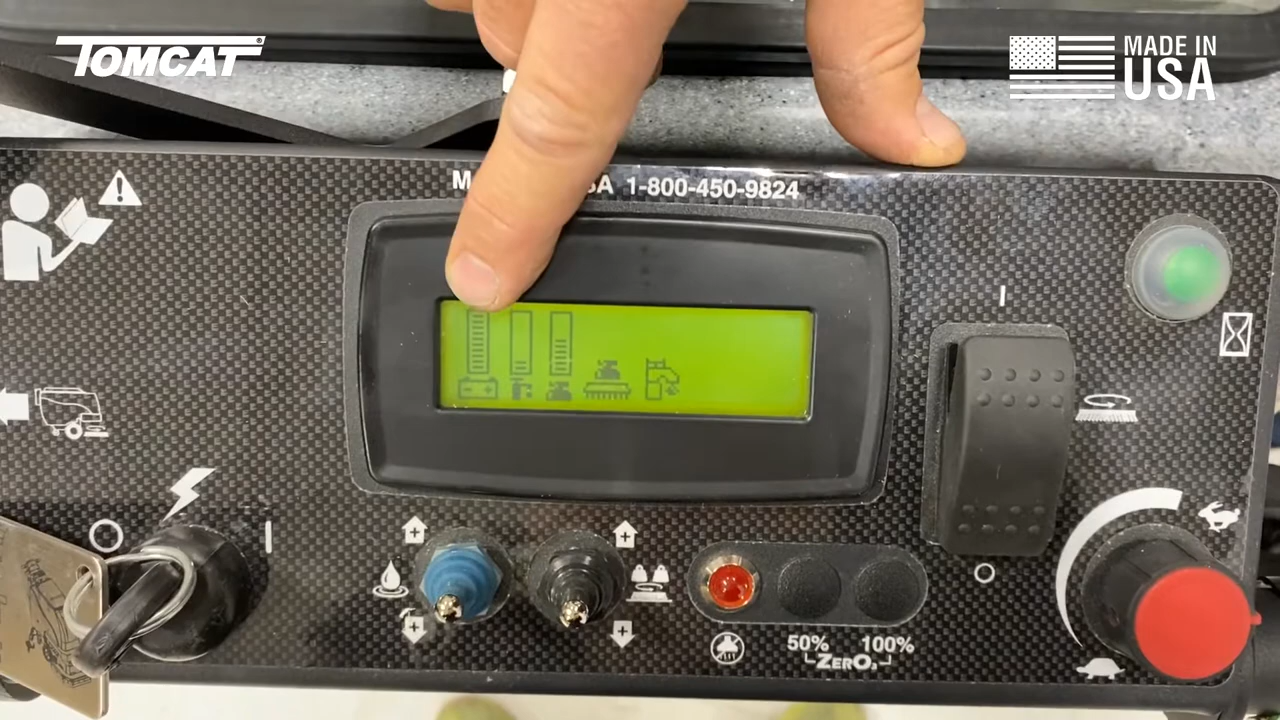 TOMCAT®
MADE IN
USA
1-800-450-9824
50% 100%
ZERO₃